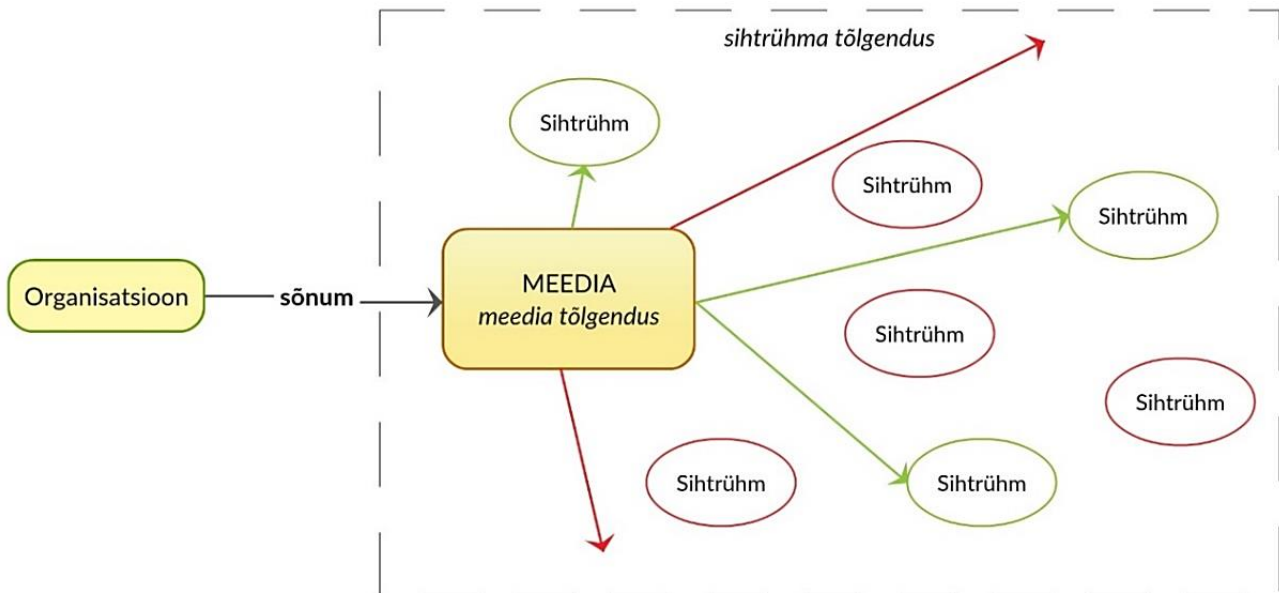 sihtrühma tõlgendus
Sihtrühm
Sihtrühm
Sihtrühm
Organisatsioon
sõnum
MEEDIA
meedia tõlgendus
Sihtrühm
Sihtrühm
Sihtrühm
Sihtrühm